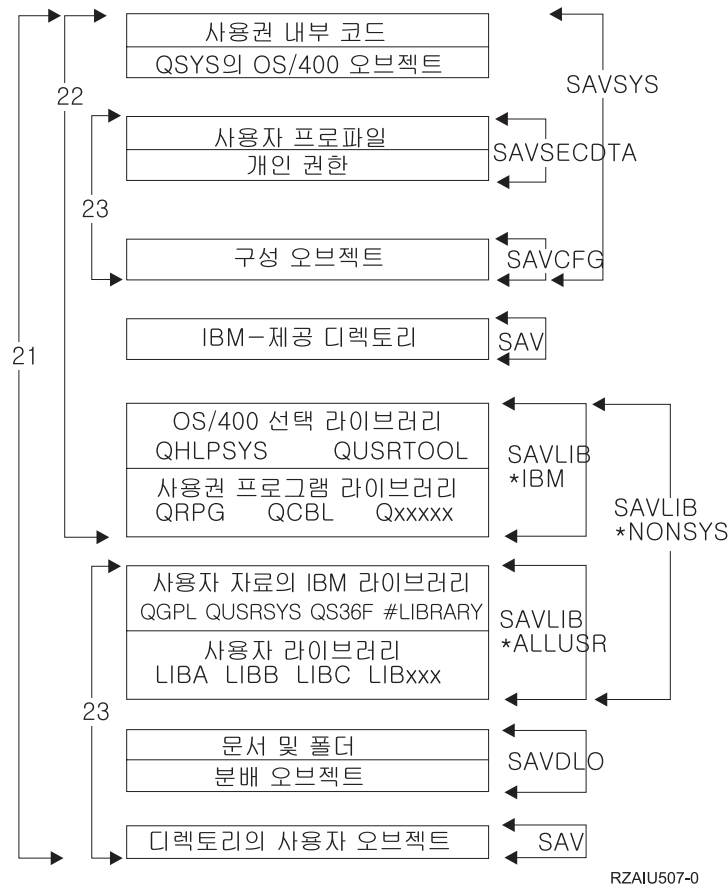 사용권 내부 코드
QSYS의 OS/400 오브젝트
SAVSYS
22
사용자 프로파일
개인 권한
SAVSECDTA
23
구성 오브젝트
SAVCFG
IBM-제공 디렉토리
SAV
21
OS/400 선택 라이브러리
QHLPSYS QUSRTOOL
사용권 프로그램 라이브러리
QRPG QCBL Qxxxxx
SAVLIB
*IBM
SAVLIB
*NONSYS
사용자 자료의 IBM 라이브러리
QGPL QUSRSYS QS36F #LIBRARY
사용자 라이브러리
LIBA LIBB LIBC LIBxxx
SAVLIB
*ALLUSR
23
문서 및 폴더
분배 오브젝트
SAVDLO
디렉토리의 사용자 오브젝트
SAV
RZAIU507-0